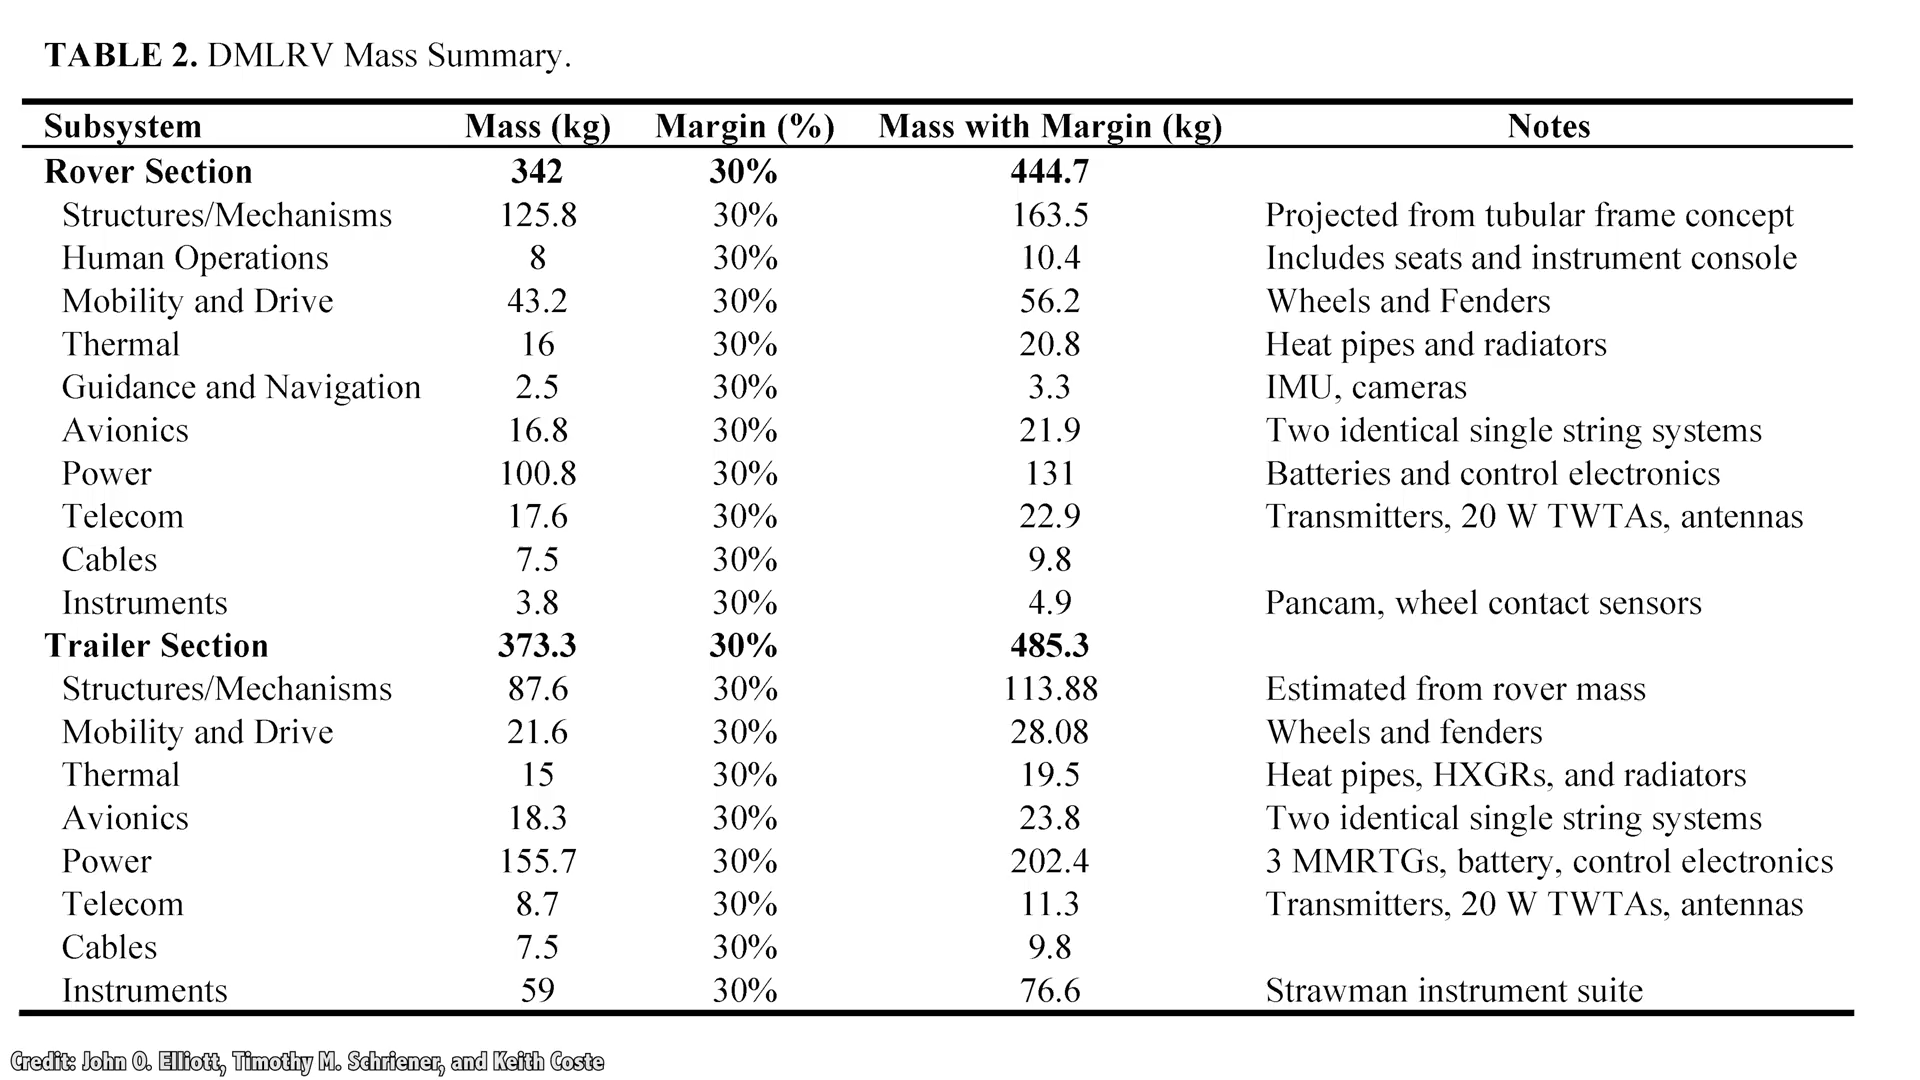 TABLE 2. DMLRV Mass Summary.
Subsystem Mass (kg) Margin (%) Mass with Margin (kg) Notes
Rover Section 342 30% 444.7
Structures/Mechanisms 125.8 30% 163.5 Projected from tubular frame concept
Human Operations 8 30% 10.4 Includes seats and instrument console
Mobility and Drive 43.2 30% 56.2 Wheels and Fenders
Thermal 16 30% 20.8 Heat pipes and radiators
Guidance and Navigation 2.5 30% 3.3 IMU, cameras
Avionics 16.8 30% 21.9 Two identical single string systems
Power 100.8 30% 131 Batteries and control electronics
Telecom 17.6 30% 22.9 Transmitters, 20 W TWTAs, antennas
Cables 7.5 30% 9.8
Instruments 3.8 30% 4.9 Pancam, wheel contact sensors
Trailer Section 373.3 30% 485.3
Structures/Mechanisms 87.6 30% 113.88 Estimated from rover mass
Mobility and Drive 21.6 30% 28.08 Wheels and fenders
Thermal 15 30% 19.5 Heat pipes, HXGRs, and radiators
Avionics 18.3 30% 23.8 Two identical single string systems
Power 155.7 30% 202.4 3 MMRTGs, battery, control electronics
Telecom 8.7 30% 11.3 Transmitters, 20 W TWTAs, antennas
Cables 7.5 30% 9.8
Instruments 59 30% 76.6 Strawman instrument suite
Credit: John O. Elliott, Timothy M. Schriener, and Keith Coste